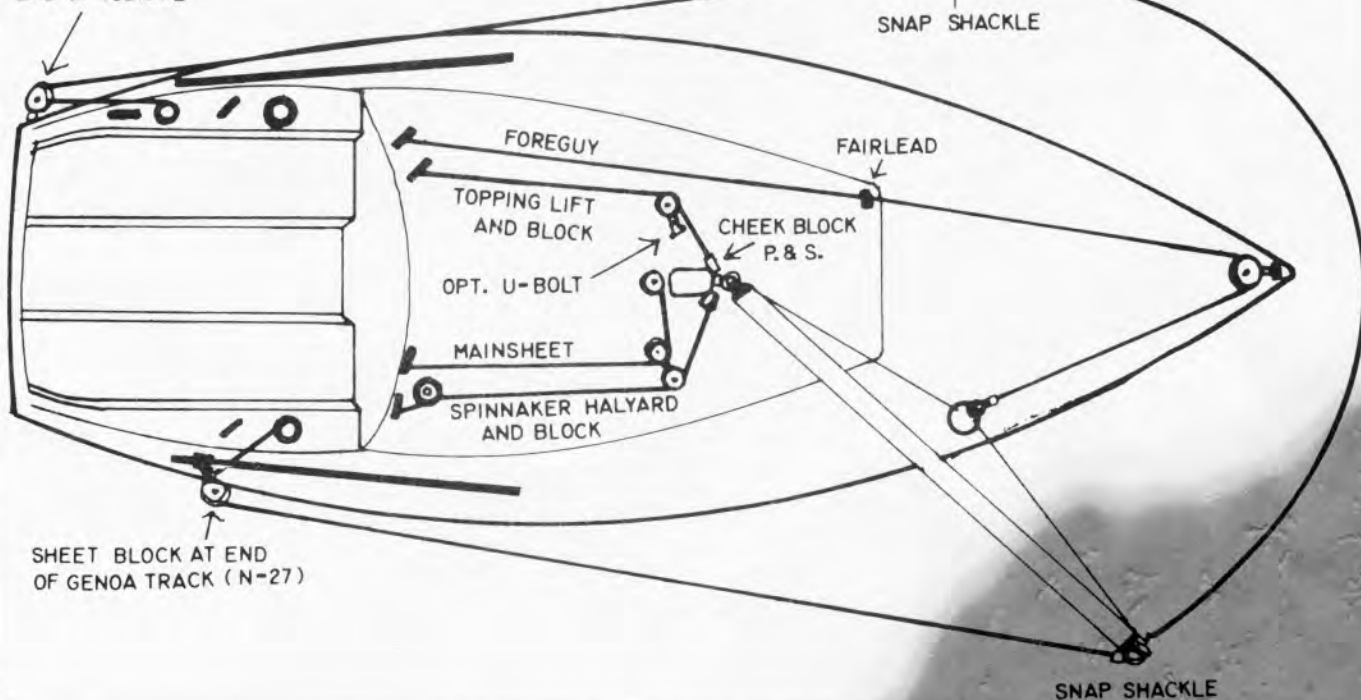 SNAP SHACKLE
FOREGUY
FAIRLEAD
TOPPING LIFT
AND BLOCK
CHEEK BLOCK
P. & S.
OPT. U-BOLT
MAINSHEET
SPINNAKER HALYARD
AND BLOCK
SHEET BLOCK AT END
OF GENOA TRACK (N-27)
SNAP SHACKLE